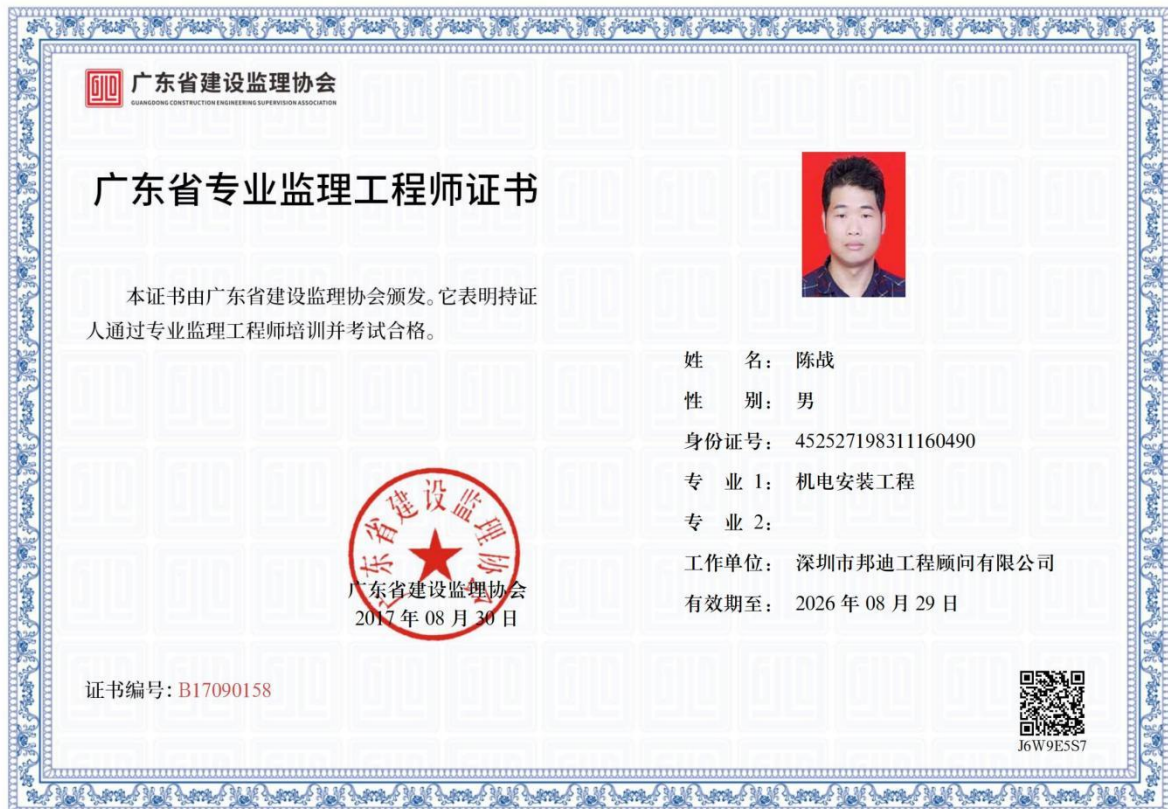 广东省建设监理协会
GUANGDONG CONSTRUCTION ENGINEERING SUPERVISION ASSOCIATION
广东省专业监理工程师证书
本证书由广东省建设监理协会颁发。它表明持证
人通过专业监理工程师培训并考试合格。
姓 名： 陈战
性 别： 男
身份证号： 452527198311160490
专 业 1： 机电安装工程
专 业 2：
工作单位： 深圳市邦迪工程顾问有限公司
有效期至： 2026 年 08 月 29 日
广东省建设监理协会
广东省建设监理协会
2017 年 08 月 30 日
证书编号：B17090158
J6W9E5S7